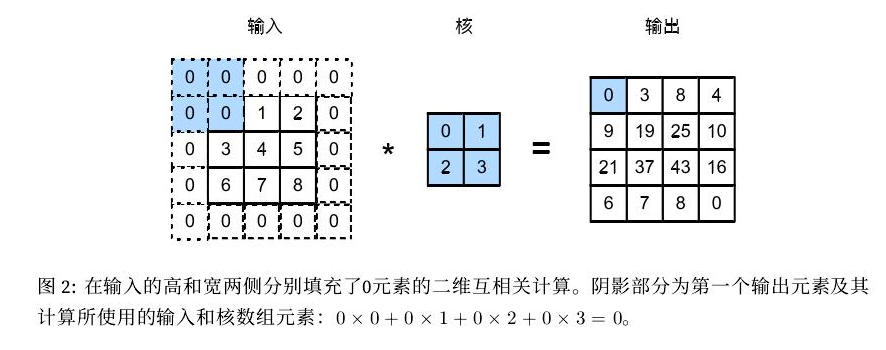 输入 核 输出
0 0 0 0 0
0 0 1 2 0
0 3 4 5 0
0 6 7 8 0
0 0 0 0 0
*
0 1
2 3
=
0 3 8 4
9 19 25 10
21 37 43 16
6 7 8 0
图 2: 在输入的高和宽两侧分别填充了0元素的二维互相关计算。阴影部分为第一个输出元素及其
计算所使用的输入和核数组元素：0 × 0 + 0 × 1 + 0 × 2 + 0 × 3 = 0。